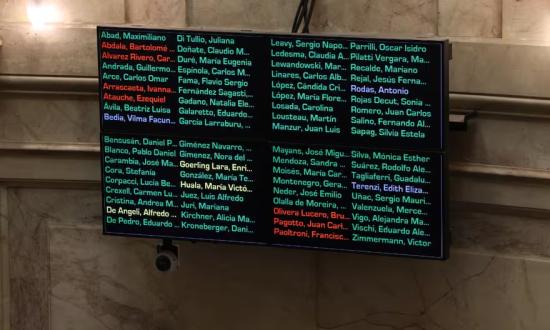 Abad, Maximiliano
Abdala, Bartolomé ...
Alvarez Rivero, Car...
Andrada, Guillermo...
Arce, Carlos Omar
Arrascaeta, Ivanna...
Atauche, Ezequiel
Ávila, Beatriz Luisa
Bedia, Vilma Facun...
Di Tullio, Juliana
Doñate, Claudio M...
Duré, María Eugenia
Espínola, Carlos M...
Fama, Flavio Sergio
Fernández Sagasti,...
Gadano, Natalia Ele...
Galaretto, Eduardo...
Garcia Larraburu, ...
Leavy, Sergio Napo...
Ledesma, Claudia A...
Lewandowski, Mar...
Linares, Carlos Alb...
López, Cándida Cri...
López, María Flore...
Losada, Carolina
Lousteau, Martín
Manzur, Juan Luis
Parrilli, Oscar Isidro
Pilatti Vergara, Ma...
Recalde, Mariano
Rejal, Jesús Ferna...
Rodas, Antonio
Rojas Decut, Sonia ...
Romero, Juan Carlos
Salino, Fernando Al...
Sapag, Silvia Estela
Bensusán, Daniel P...
Blanco, Pablo Daniel
Carambia, José Ma...
Cora, Stefanía
Corpacci, Lucía Be...
Crexell, Carmen Lu...
Cristina, Andrea M...
De Angeli, Alfredo ...
De Pedro, Eduardo ...
Giménez Navarro, ...
Gimenez, Nora del ...
Goerling Lara, Enri...
González, María Te...
Huala, María Victó...
Juez, Luis Alfredo
Juri, Mariana
Kirchner, Alicia Ma...
Kroneberger, Dani...
Mayans, José Migu...
Mendoza, Sandra ...
Moisés, María Car...
Montenegro, Gera...
Neder, José Emilio
Olalla de Moreira, ...
Olivera Lucero, Bru...
Pagotto, Juan Carl...
Paoltroni, Francisc...
Silva, Mónica Esther
Suárez, Rodolfo Ale...
Tagliaferri, Guadalu...
Terenzi, Edith Eliza...
Uñac, Sergio Mauri...
Valenzuela, Merce...
Vigo, Alejandra Ma...
Vischi, Eduardo Ale...
Zimmermann, Víctor